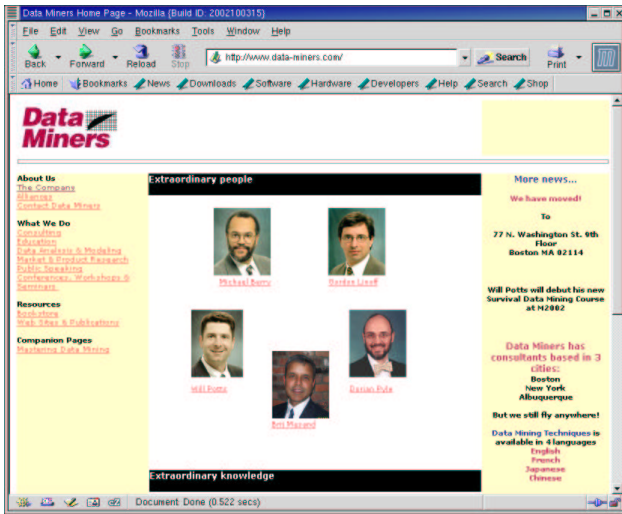 Data Miners Home Page - Mozilla {Build ID: 2002100315}
File Edit View Go Bookmarks Tools Window Help
Back Forward Reload Stop http://www.data-miners.com/ Search Print
Home Bookmarks News Downloads Software Hardware Developers Help Search Shop
Data
Miners
About Us
The Company
Alliances
Contact Data Miners
What We Do
Consulting
Education
Data Analysis & Modeling
Market & Product Research
Public Speaking
Conferences, Workshops &
Seminars.
Resources
Bookstore
Web Sites & Publications
Companion Pages
Mastering Data Mining
Extraordinary people
Michael Berry
Gordon Linoff
Will Potts
Dorian Pyle
Brij Masand
Extraordinary knowledge
More news...
We have moved!
To
77 N. Washington St. 9th
Floor
Boston MA 02114
Will Potts will debut his new
Survival Data Mining Course
at M2002
Data Miners has
consultants based in 3
cities:
Boston
New York
Albuquerque
But we still fly anywhere!
Data Mining Techniques is
available in 4 languages
English
French
Japanese
Chinese
Document: Done (0.522 secs)